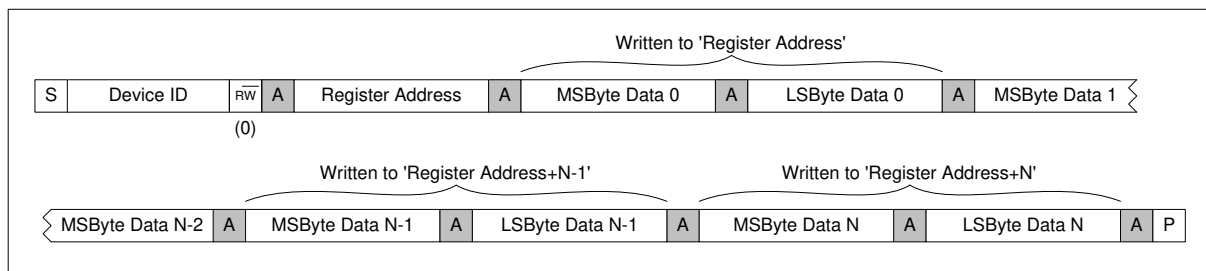 Written to 'Register Address'
S Device ID RW A Register Address A MSByte Data 0 A LSByte Data 0 A MSByte Data 1
(0)
Written to 'Register Address+N-1' Written to 'Register Address+N'
MSByte Data N-2 A MSByte Data N-1 A LSByte Data N-1 A MSByte Data N A LSByte Data N A P